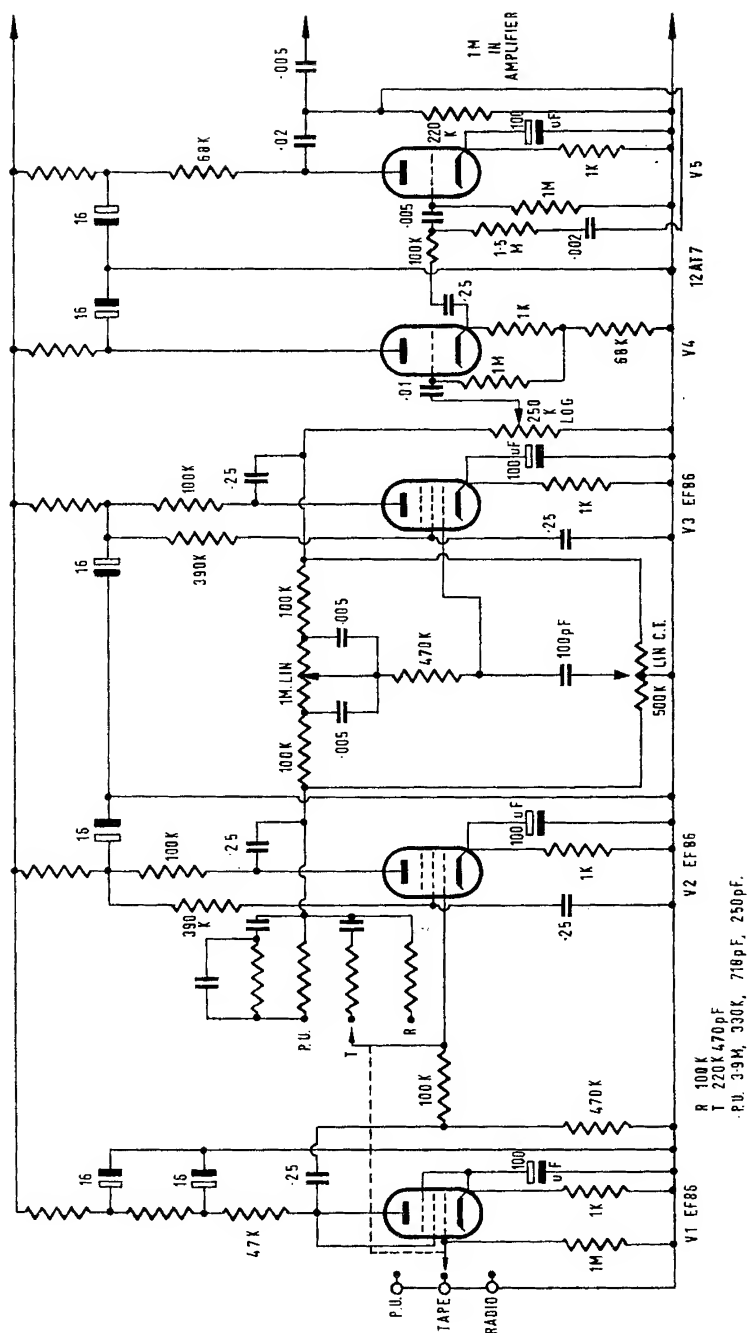 16
16
47K
.25
P.U.
TAPE
RADIO
1M
1K
100
uF
V1 EF86
100K
470K
R 100K
T 220K 470pF
P.U. 3.9M, 330K, 718pF, 250pF.
P.U.
T
R
390
K
16
100K
.25
.25
1K
100uF
V2 EF86
100K
1M.LIN
100K
.005
.005
470K
100pF
500K LIN C.T.
16
390K
100K
.25
.25
1K
100uF
V3 EF86
250
K
LOG
.01
1M
1K
68K
.25
V4
12AT7
16
16
100K
.005
1.5
M
.002
1M
1K
100
uF
220
K
V5
68K
.02
.005
1M
IN
AMPLIFIER